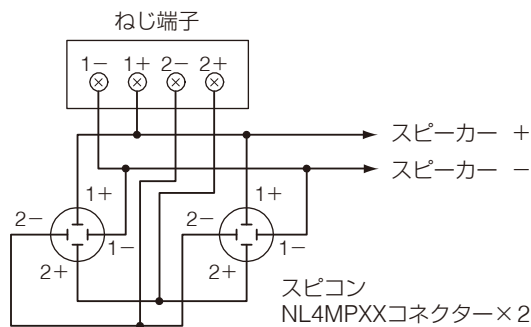 ねじ端子
1− 1+ 2− 2+
スピーカー +
スピーカー −
1+
2−
1−
2+
1+
2−
1−
2+
スピコン
NL4MPXXコネクター×2